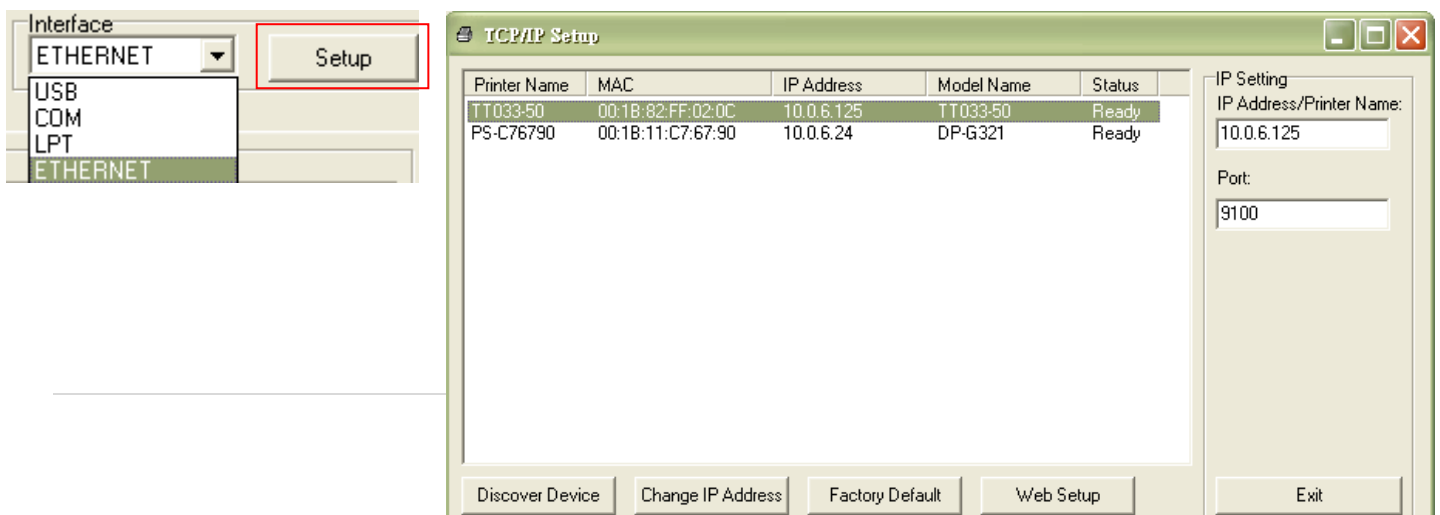 Interface
ETHERNET
Setup
USB
COM
LPT
ETHERNET
TCP/IP Setup
Printer Name MAC IP Address Model Name Status
TT033-50 00:1B:82:FF:02:0C 10.0.6.125 TT033-50 Ready
PS-C76790 00:1B:11:C7:67:90 10.0.6.24 DP-G321 Ready
IP Setting
IP Address/Printer Name:
10.0.6.125
Port:
9100
Discover Device Change IP Address Factory Default Web Setup Exit